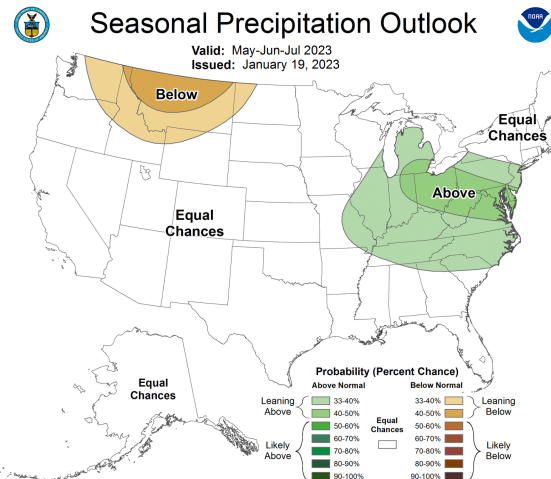 Seasonal Precipitation Outlook
NOAA
Valid: May-Jun-Jul 2023
Issued: January 19, 2023
Below
Equal
Chances
Above
Equal
Chances
Equal
Chances
Probability (Percent Chance)
Above Normal
Below Normal
Leaning
Above
33-40%
40-50%
Likely
Above
50-60%
60-70%
70-80%
80-90%
90-100%
Equal
Chances
33-40%
40-50%
Leaning
Below
50-60%
60-70%
70-80%
80-90%
90-100%
Likely
Below